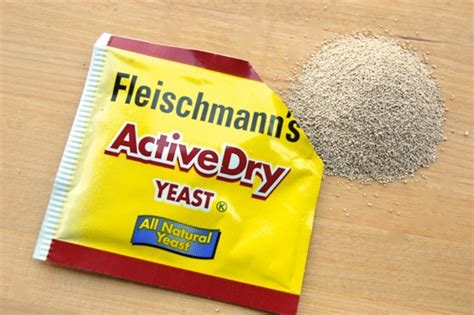 Fleischmann's
ActiveDry
YEAST
All Natural
Yeast